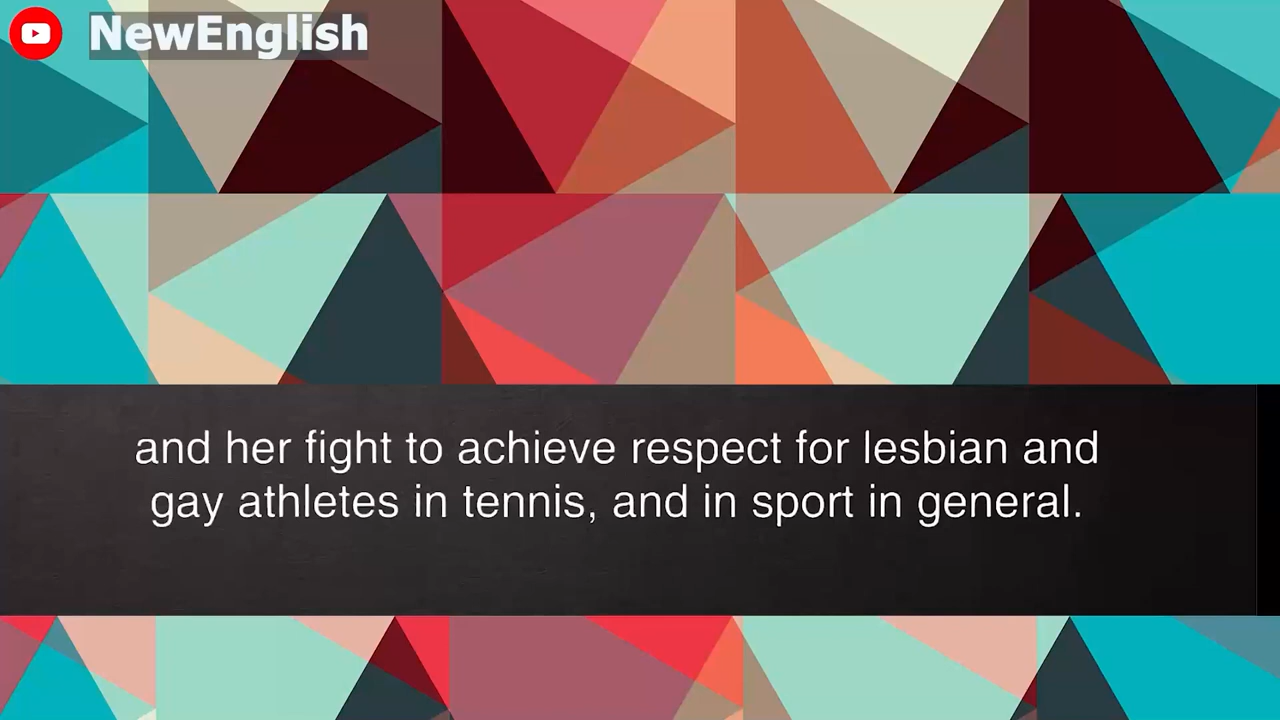 NewEnglish
and her fight to achieve respect for lesbian and
gay athletes in tennis, and in sport in general.